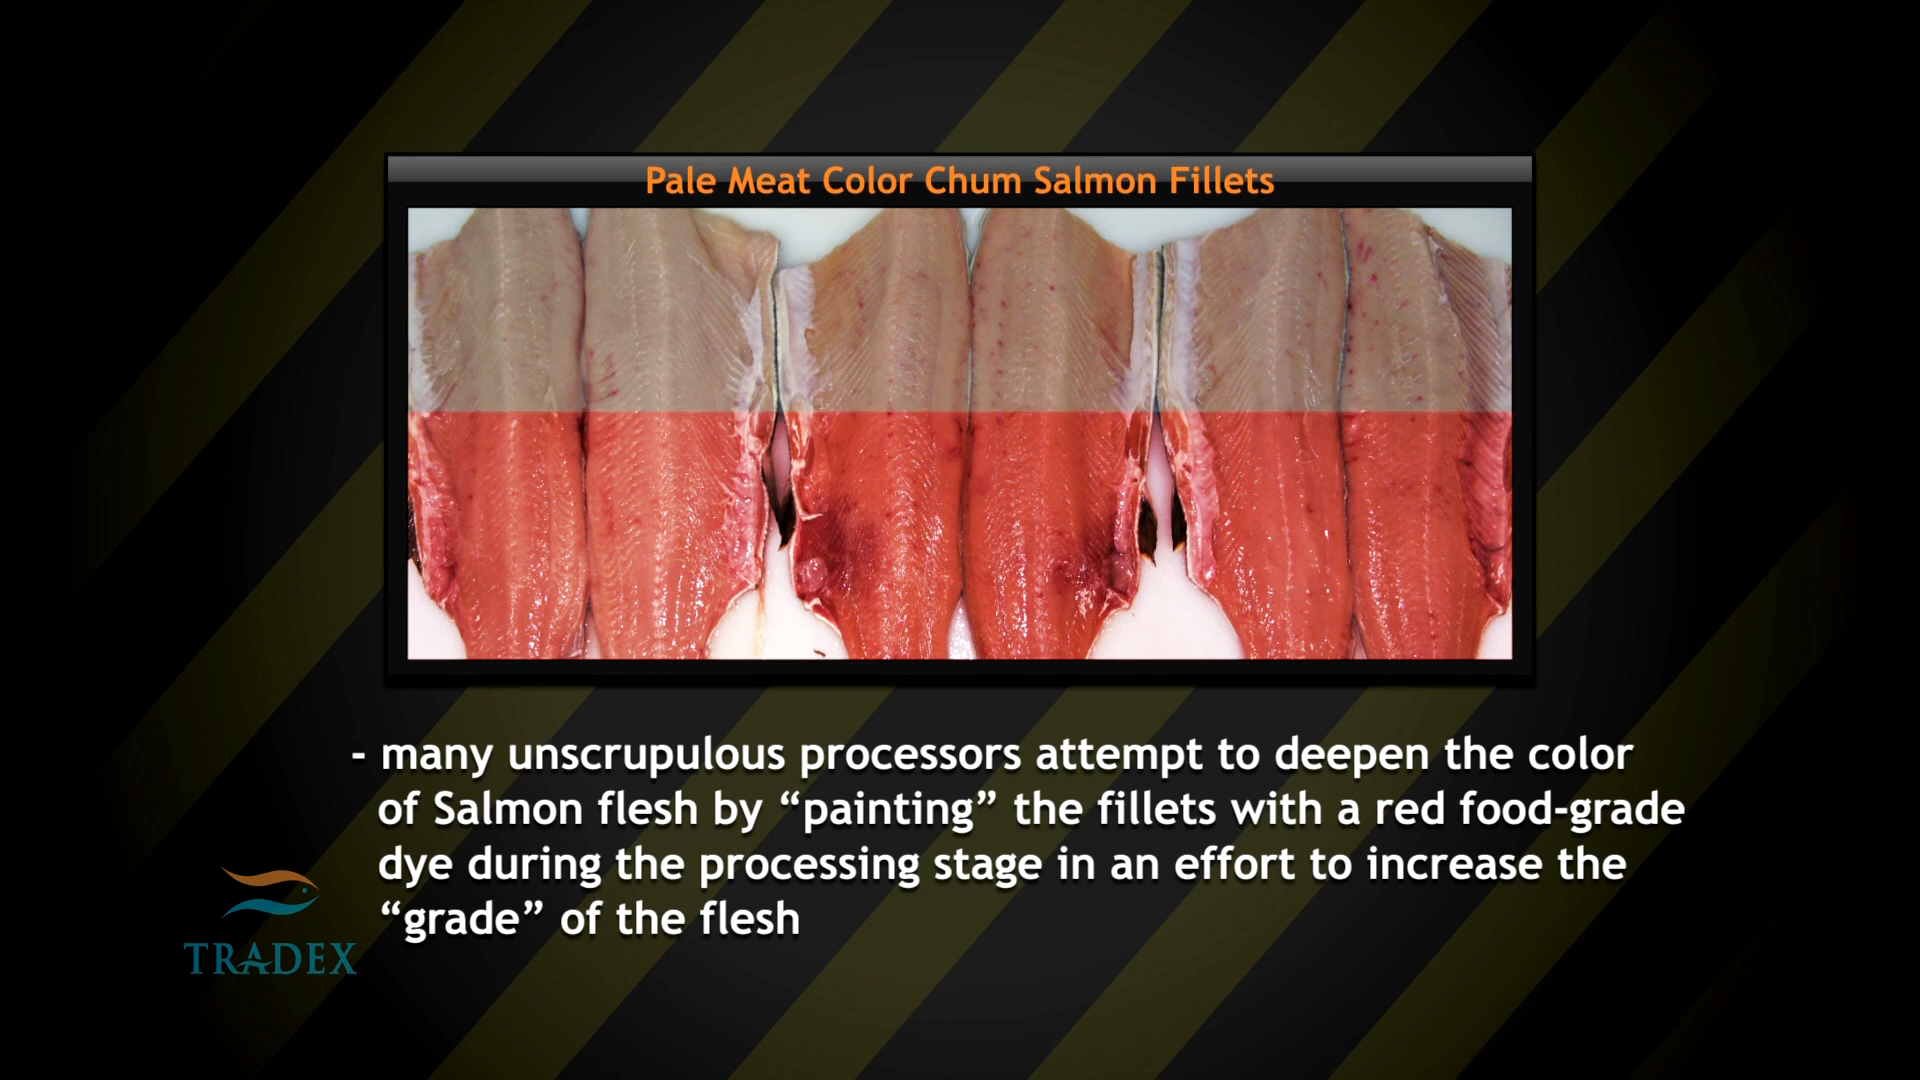 Pale Meat Color Chum Salmon Fillets
- many unscrupulous processors attempt to deepen the color
of Salmon flesh by “painting” the fillets with a red food-grade
dye during the processing stage in an effort to increase the
“grade” of the flesh
TRADEX